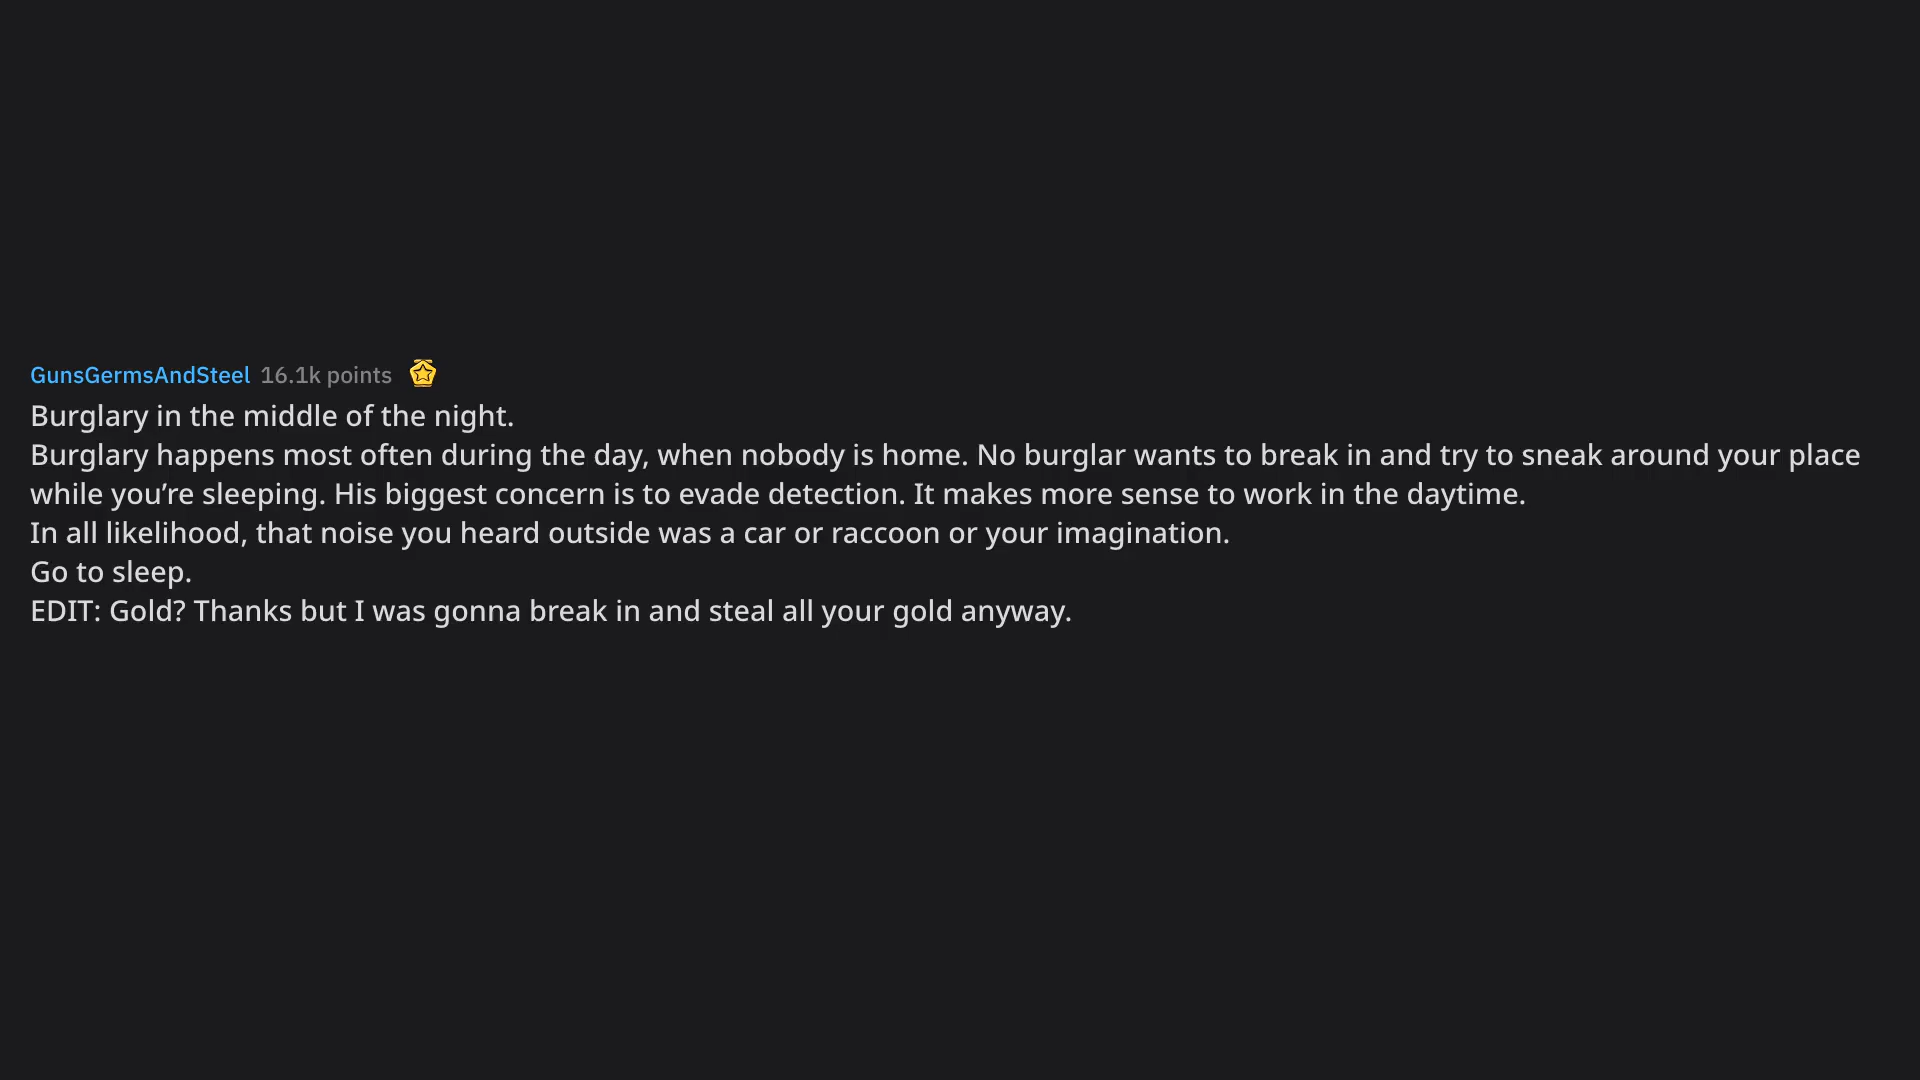 GunsGermsAndSteel 16.1k points
Burglary in the middle of the night.
Burglary happens most often during the day, when nobody is home. No burglar wants to break in and try to sneak around your place
while you’re sleeping. His biggest concern is to evade detection. It makes more sense to work in the daytime.
In all likelihood, that noise you heard outside was a car or raccoon or your imagination.
Go to sleep.
EDIT: Gold? Thanks but I was gonna break in and steal all your gold anyway.